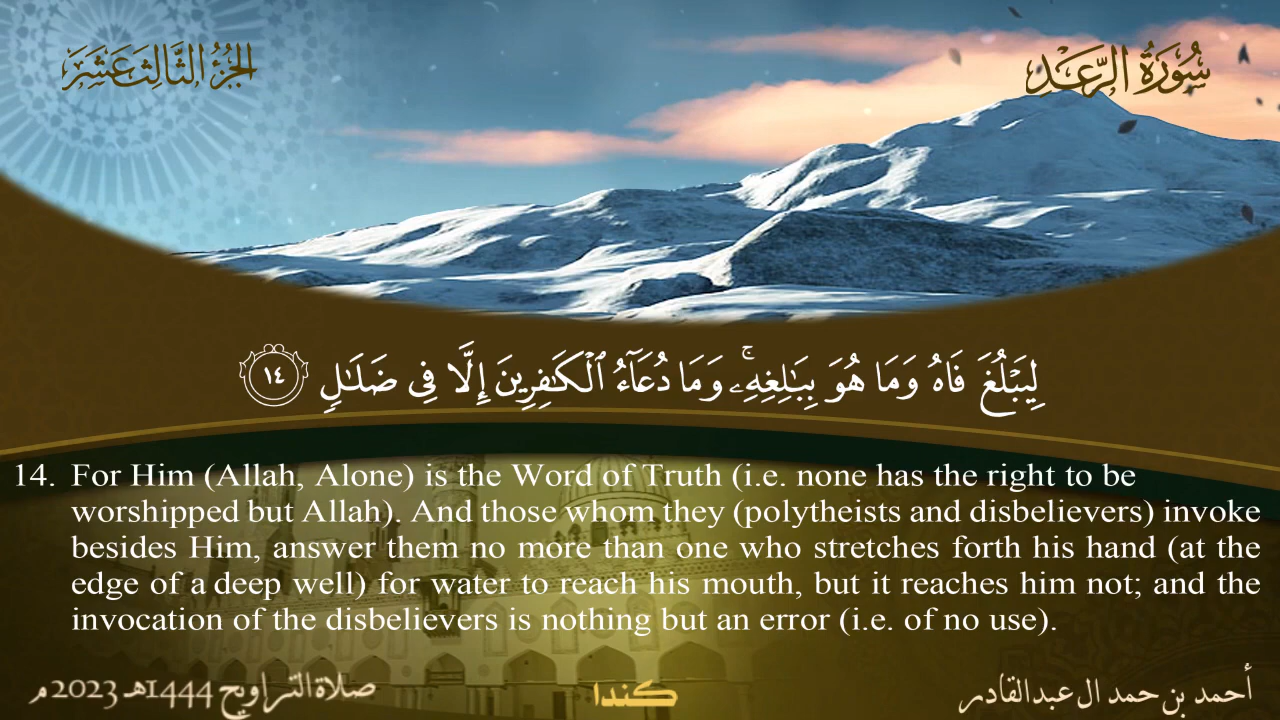 سُورَةُ الرَّعْدِ
الجُزْءُ الثَّالِثَ عَشَرَ
لِيَبْلُغَ فَاهُ وَمَا هُوَ بِبَٰلِغِهِۦۚ وَمَا دُعَآءُ ٱلْكَٰفِرِينَ إِلَّا فِى ضَلَٰلٍ ١٤
14. For Him (Allah, Alone) is the Word of Truth (i.e. none has the right to be
worshipped but Allah). And those whom they (polytheists and disbelievers) invoke
besides Him, answer them no more than one who stretches forth his hand (at the
edge of a deep well) for water to reach his mouth, but it reaches him not; and the
invocation of the disbelievers is nothing but an error (i.e. of no use).
أحمد بن حمد ال عبدالقادر
كندا
صلاة التراويح 1444هـ 2023م